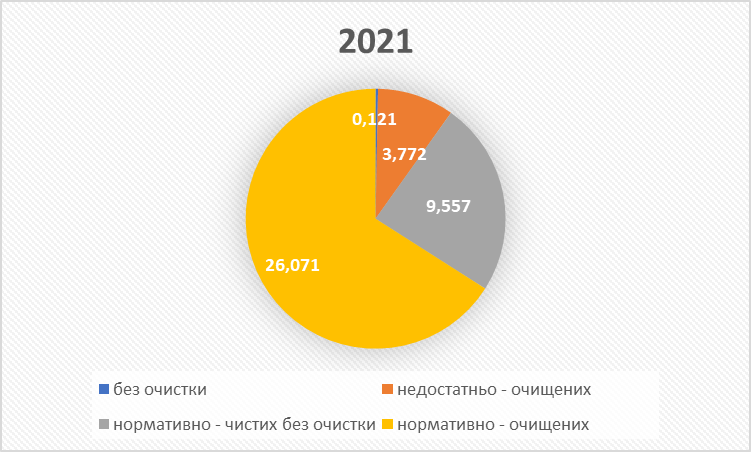 2021
0,121
3,772
9,557
26,071
без очистки
недостатньо - очищених
нормативно - чистих без очистки
нормативно - очищених